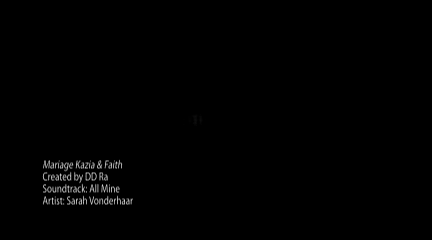 Mariage Kazia & Faith
Created by DD Ra
Soundtrack: All Mine
Artist: Sarah Vonderhaar